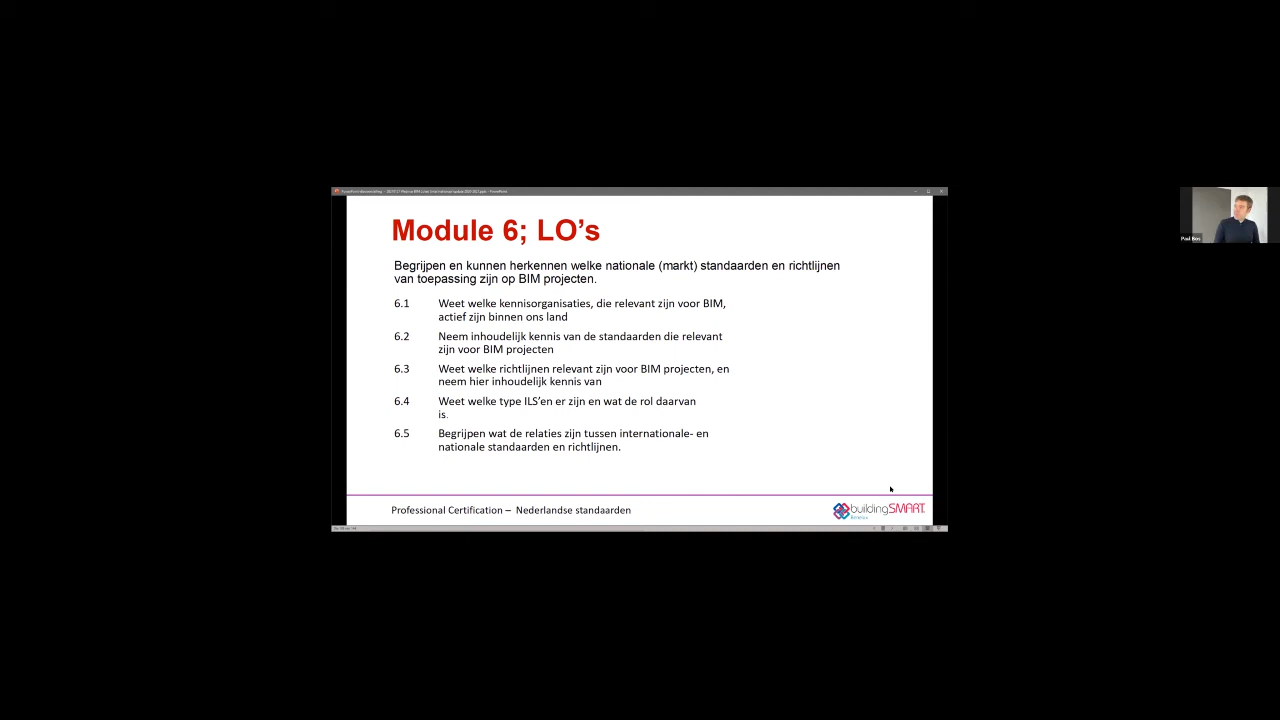 Module 6; LO's
Begrijpen en kunnen herkennen welke nationale (markt) standaarden en richtlijnen
van toepassing zijn op BIM projecten.
6.1 Weet welke kennisorganisaties, die relevant zijn voor BIM,
actief zijn binnen ons land
6.2 Neem inhoudelijk kennis van de standaarden die relevant
zijn voor BIM projecten
6.3 Weet welke richtlijnen relevant zijn voor BIM projecten, en
neem hier inhoudelijk kennis van
6.4 Weet welke type ILS'en er zijn en wat de rol daarvan
is.
6.5 Begrijpen wat de relaties zijn tussen internationale- en
nationale standaarden en richtlijnen.
Professional Certification – Nederlandse standaarden
buildingSMART
Benelux
Paul Bos